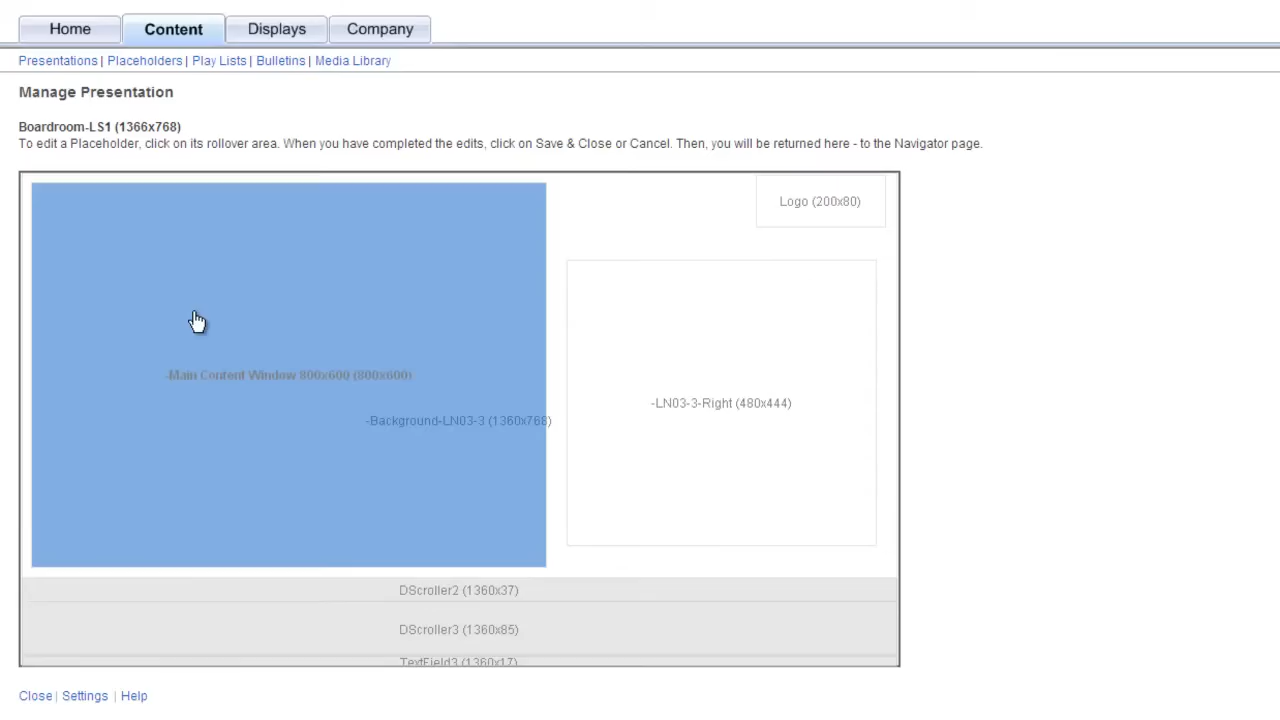 Home Content Displays Company
Presentations | Placeholders | Play Lists | Bulletins | Media Library
Manage Presentation
Boardroom-LS1 (1366x768)
To edit a Placeholder, click on its rollover area. When you have completed the edits, click on Save & Close or Cancel. Then, you will be returned here - to the Navigator page.
Logo (200x80)
-Main Content Window 800x600 (800x600)
-LN03-3-Right (480x444)
-Background-LN03-3 (1360x768)
DScroller2 (1360x37)
DScroller3 (1360x85)
TextField3 (1360x17)
Close | Settings | Help